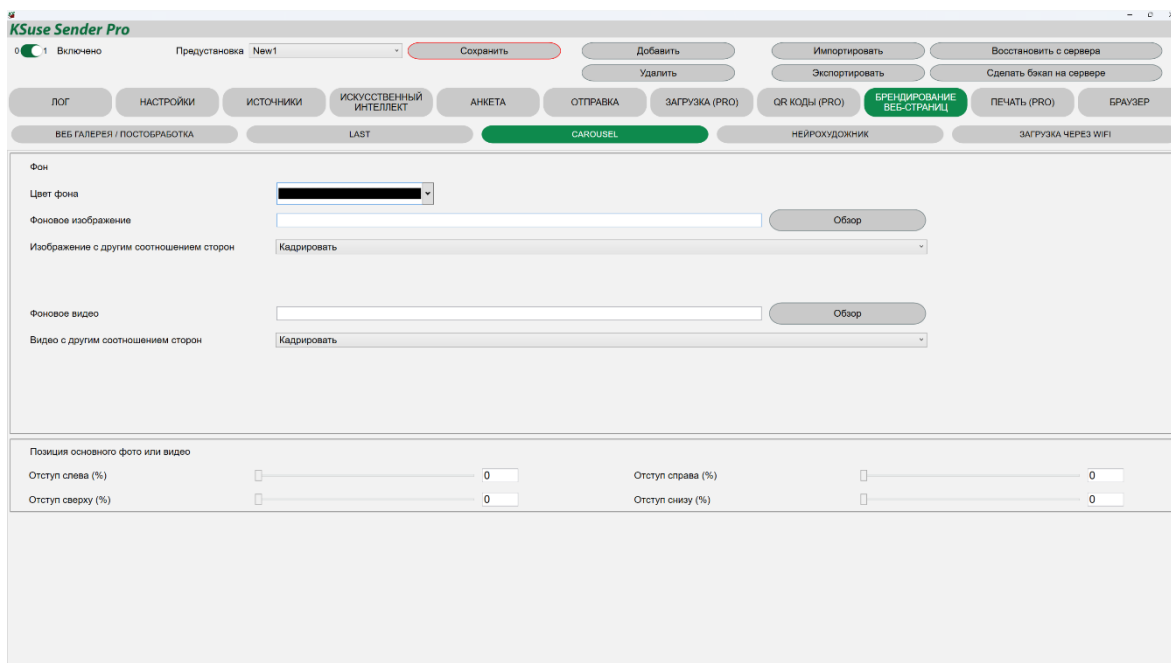 KSuse Sender Pro
0 1 Включено Предустановка New1 Сохранить Добавить Импортировать Восстановить с сервера
Удалить Экспортировать Сделать бэкап на сервере
ЛОГ НАСТРОЙКИ ИСТОЧНИКИ ИСКУССТВЕННЫЙ ИНТЕЛЛЕКТ АНКЕТА ОТПРАВКА ЗАГРУЗКА (PRO) QR КОДЫ (PRO) БРЕНДИРОВАНИЕ ВЕБ-СТРАНИЦ ПЕЧАТЬ (PRO) БРАУЗЕР
ВЕБ ГАЛЕРЕЯ / ПОСТОБРАБОТКА LAST CAROUSEL НЕЙРОХУДОЖНИК ЗАГРУЗКА ЧЕРЕЗ WIFI
Фон
Цвет фона
Фоновое изображение Обзор
Изображение с другим соотношением сторон Кадрировать
Фоновое видео Обзор
Видео с другим соотношением сторон Кадрировать
Позиция основного фото или видео
Отступ слева (%) 0 Отступ справа (%) 0
Отступ сверху (%) 0 Отступ снизу (%) 0